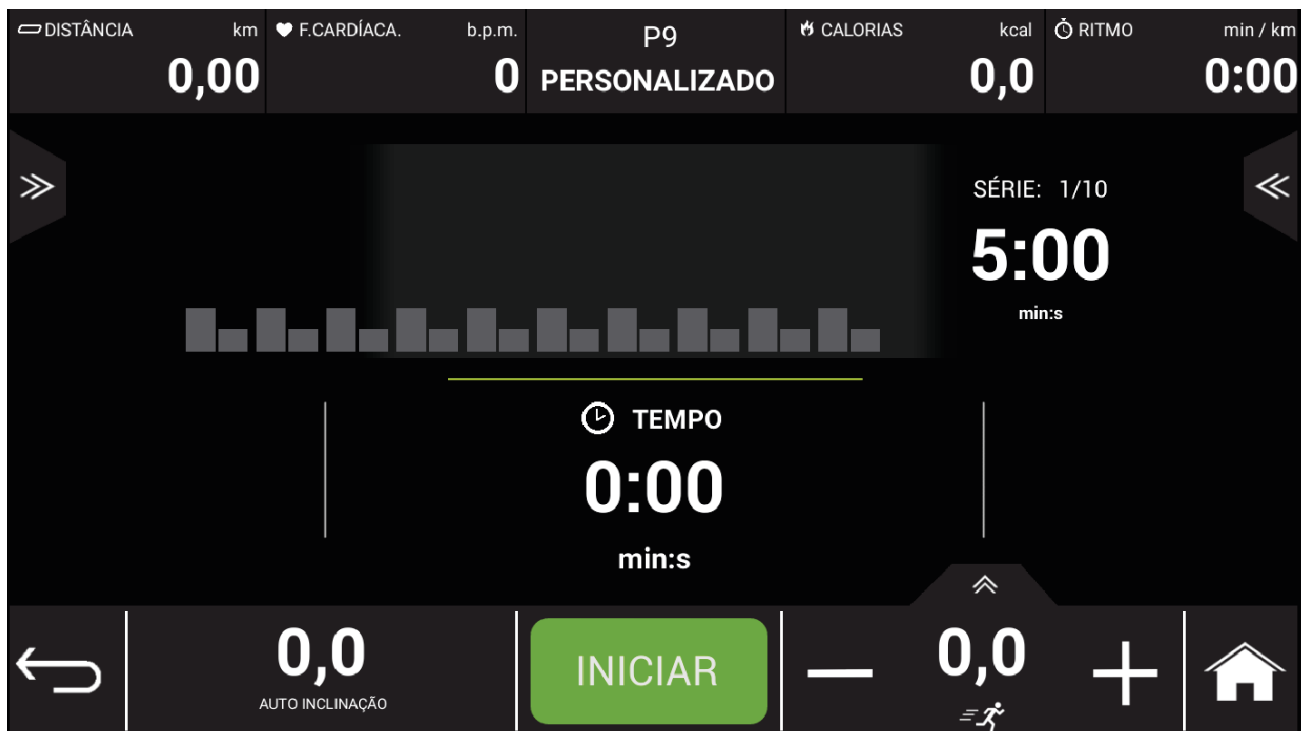 DISTÂNCIA km
0,00
F.CARDÍACA. b.p.m.
0
P9
PERSONALIZADO
CALORIAS kcal
0,0
RITMO min / km
0:00
SÉRIE: 1/10
5:00
min:s
TEMPO
0:00
min:s
0,0
AUTO INCLINAÇÃO
INICIAR
0,0